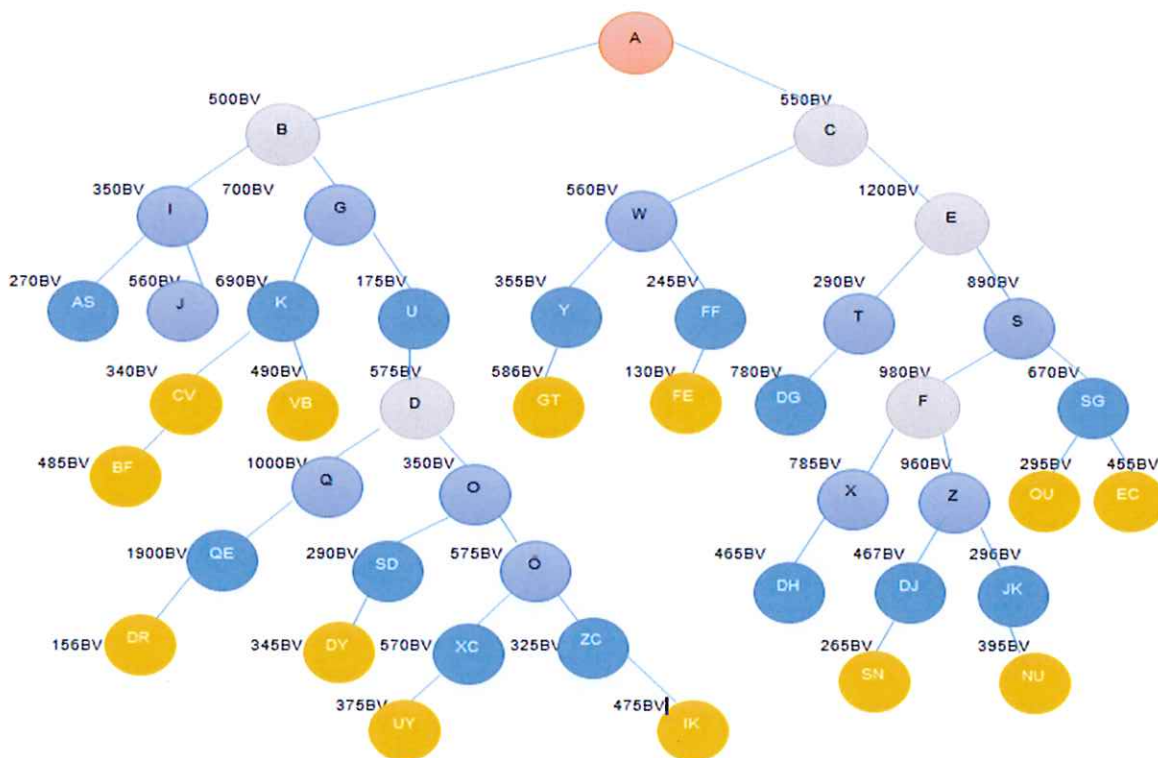 A
500BV
B
550BV
C
350BV
I
700BV
G
560BV
W
1200BV
E
270BV
AS
560BV
J
690BV
K
175BV
U
355BV
Y
245BV
FF
290BV
T
890BV
S
340BV
CV
490BV
VB
575BV
D
586BV
GT
130BV
FE
780BV
DG
980BV
F
670BV
SG
485BV
BF
1000BV
Q
350BV
O
785BV
X
960BV
Z
295BV
OU
455BV
EC
1900BV
QE
290BV
SD
575BV
Ö
465BV
DH
467BV
DJ
296BV
JK
156BV
DR
345BV
DY
570BV
XC
325BV
ZC
265BV
SN
395BV
NU
375BV
UY
475BV
IK